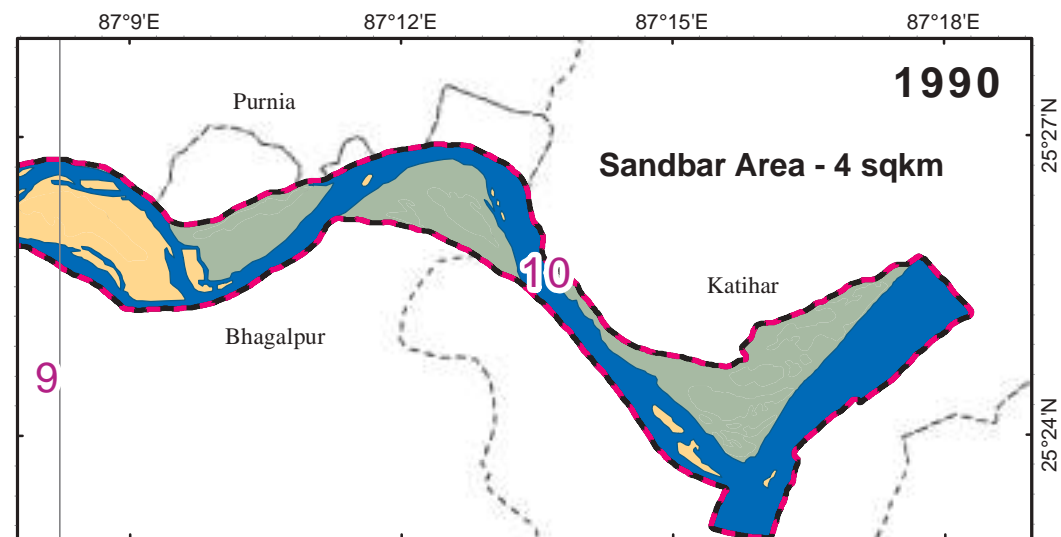 87°9'E 87°12'E 87°15'E 87°18'E
1990
Purnia
25°27'N
Sandbar Area - 4 sqkm
10
Katihar
Bhagalpur
9
25°24'N